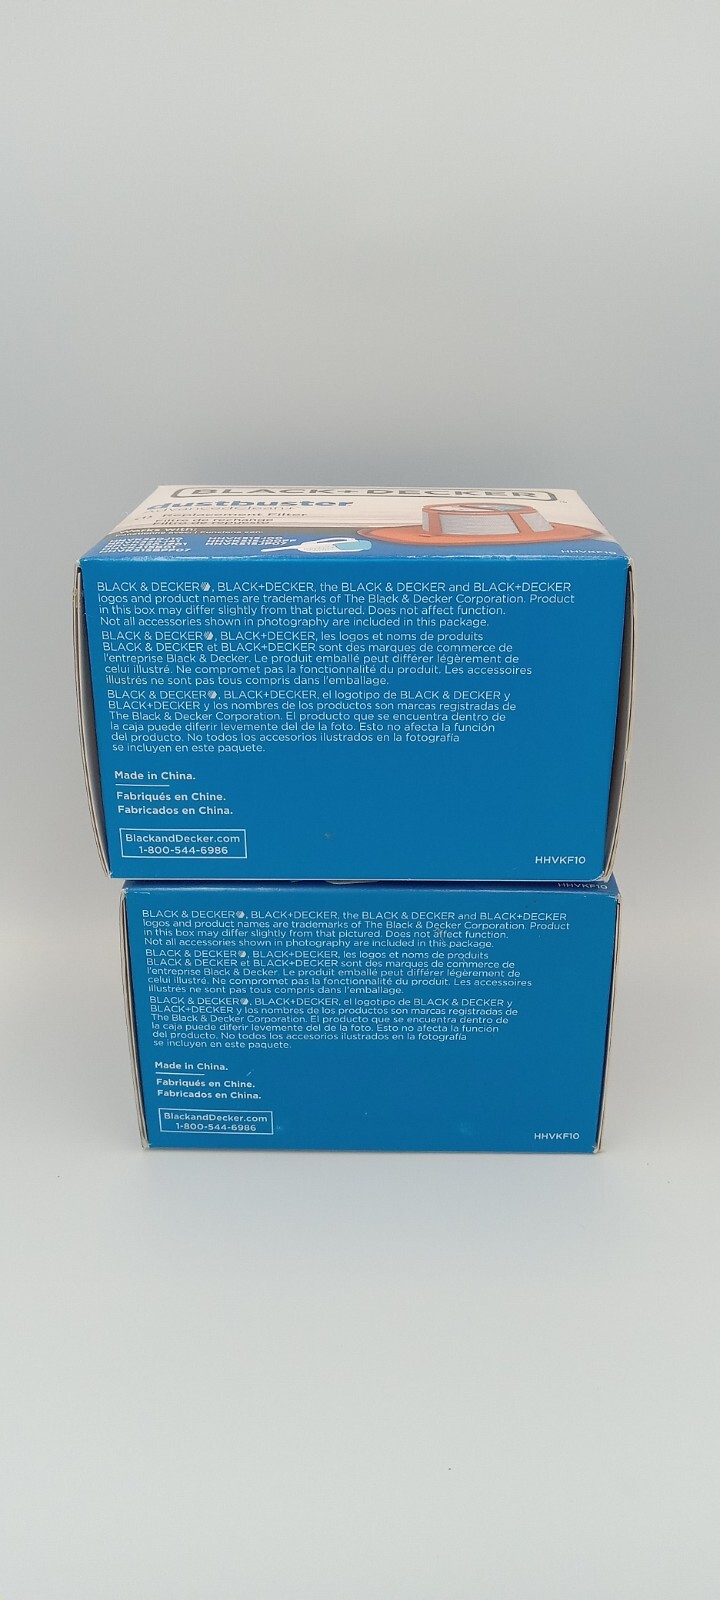 BLACK+DECKER
dustbuster
Replacement Filter
Filtre de rechange
HHVKF10
BLACK & DECKER, BLACK+DECKER, the BLACK & DECKER and BLACK+DECKER
logos and product names are trademarks of The Black & Decker Corporation. Product
in this box may differ slightly from that pictured. Does not affect function.
Not all accessories shown in photography are included in this package.
BLACK & DECKER, BLACK+DECKER, les logos et noms de produits
BLACK & DECKER et BLACK+DECKER sont des marques de commerce de
l'entreprise Black & Decker. Le produit emballé peut différer légèrement de
celui illustré. Ne compromet pas la fonctionnalité du produit. Les accessoires
illustrés ne sont pas tous compris dans l'emballage.
BLACK & DECKER, BLACK+DECKER, el logotipo de BLACK & DECKER y
BLACK+DECKER y los nombres de los productos son marcas registradas de
The Black & Decker Corporation. El producto que se encuentra dentro de
la caja puede diferir levemente del de la foto. Esto no afecta la función
del producto. No todos los accesorios ilustrados en la fotografía
se incluyen en este paquete.
Made in China.
Fabriqués en Chine.
Fabricados en China.
BlackandDecker.com
1-800-544-6986
HHVKF10
HHVKF10
BLACK & DECKER, BLACK+DECKER, the BLACK & DECKER and BLACK+DECKER
logos and product names are trademarks of The Black & Decker Corporation. Product
in this box may differ slightly from that pictured. Does not affect function.
Not all accessories shown in photography are included in this package.
BLACK & DECKER, BLACK+DECKER, les logos et noms de produits
BLACK & DECKER et BLACK+DECKER sont des marques de commerce de
l'entreprise Black & Decker. Le produit emballé peut différer légèrement de
celui illustré. Ne compromet pas la fonctionnalité du produit. Les accessoires
illustrés ne sont pas tous compris dans l'emballage.
BLACK & DECKER, BLACK+DECKER, el logotipo de BLACK & DECKER y
BLACK+DECKER y los nombres de los productos son marcas registradas de
The Black & Decker Corporation. El producto que se encuentra dentro de
la caja puede diferir levemente del de la foto. Esto no afecta la función
del producto. No todos los accesorios ilustrados en la fotografía
se incluyen en este paquete.
Made in China.
Fabriqués en Chine.
Fabricados en China.
BlackandDecker.com
1-800-544-6986
HHVKF10